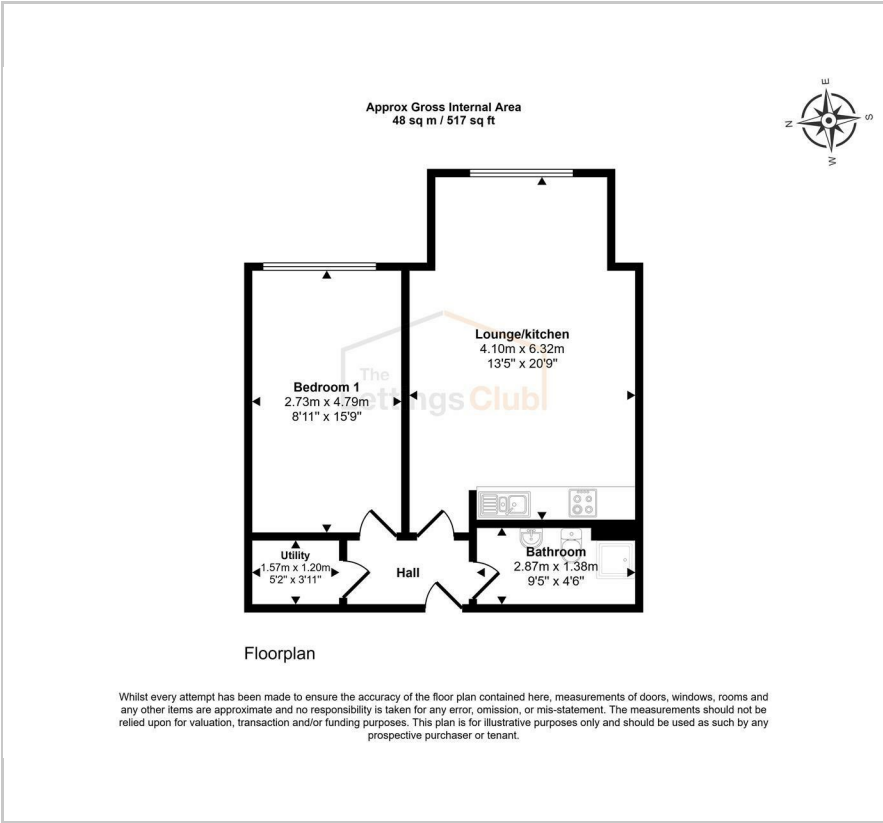 Approx Gross Internal Area
48 sq m / 517 sq ft
E
N
S
W
Lounge/kitchen
4.10m x 6.32m
13'5" x 20'9"
The
ettings Club
Bedroom 1
2.73m x 4.79m
8'11" x 15'9"
Utility
1.57m x 1.20m
5'2" x 3'11"
Hall
Bathroom
2.87m x 1.38m
9'5" x 4'6"
Floorplan
Whilst every attempt has been made to ensure the accuracy of the floor plan contained here, measurements of doors, windows, rooms and
any other items are approximate and no responsibility is taken for any error, omission, or mis-statement. The measurements should not be
relied upon for valuation, transaction and/or funding purposes. This plan is for illustrative purposes only and should be used as such by any
prospective purchaser or tenant.